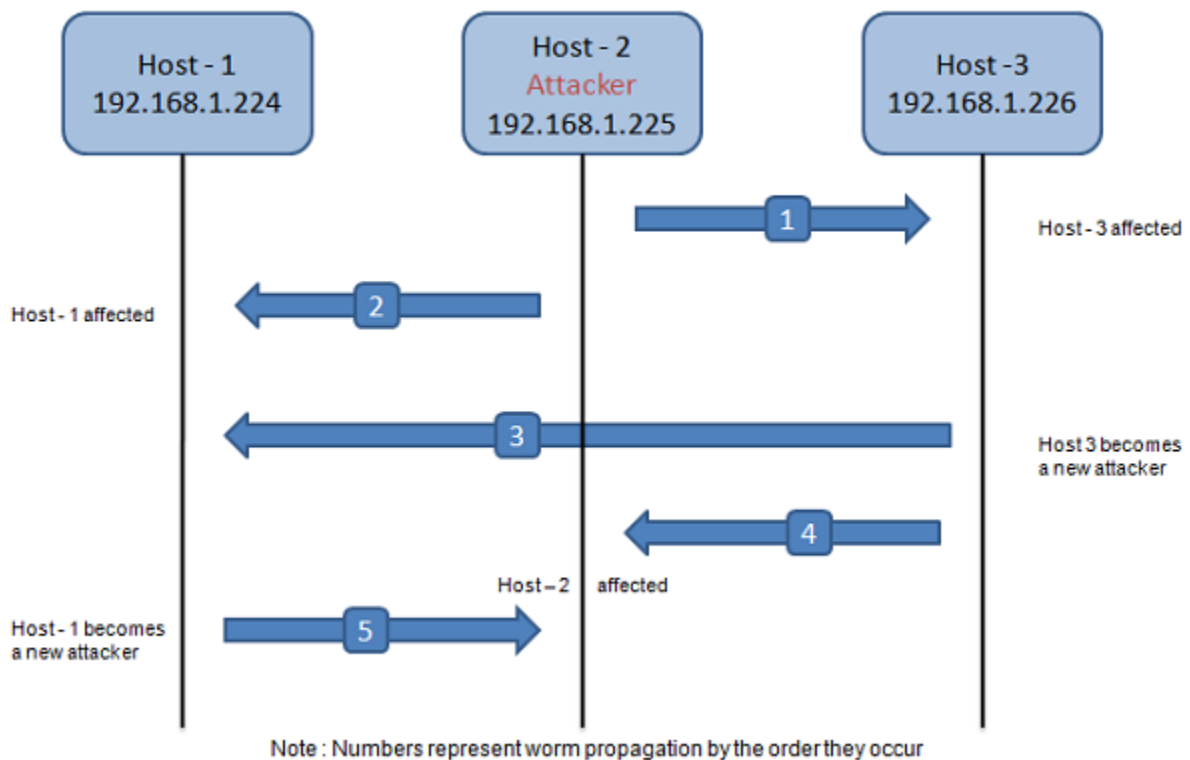 Host - 1
192.168.1.224
Host - 2
Attacker
192.168.1.225
Host -3
192.168.1.226
1
Host - 3 affected
2
Host - 1 affected
3
Host 3 becomes
a new attacker
4
Host – 2 affected
5
Host - 1 becomes
a new attacker
Note : Numbers represent worm propagation by the order they occur